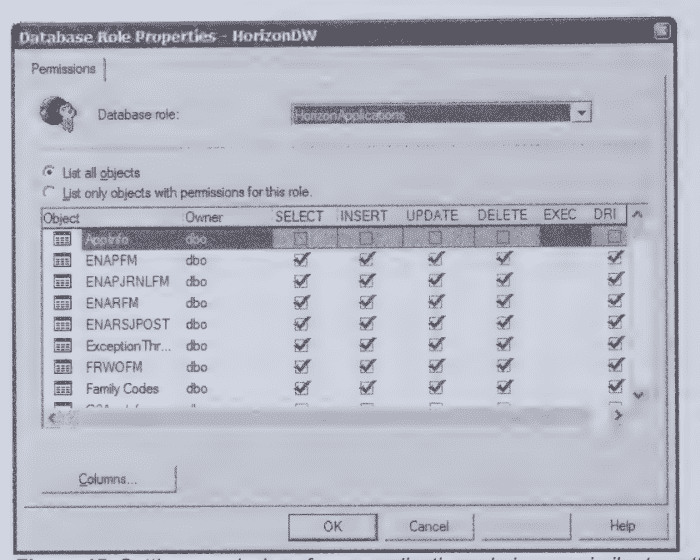 Database Role Properties - HorizonDW
Permissions
Database role:
HorizonApplications
List all objects
List only objects with permissions for this role.
Object Owner SELECT INSERT UPDATE DELETE EXEC DRI
AppInfo dbo
ENAPFM dbo
ENAPJRNLFM dbo
ENARFM dbo
ENARSJPOST dbo
ExceptionThr... dbo
FRWOFM dbo
Family Codes dbo
Columns...
OK Cancel Help